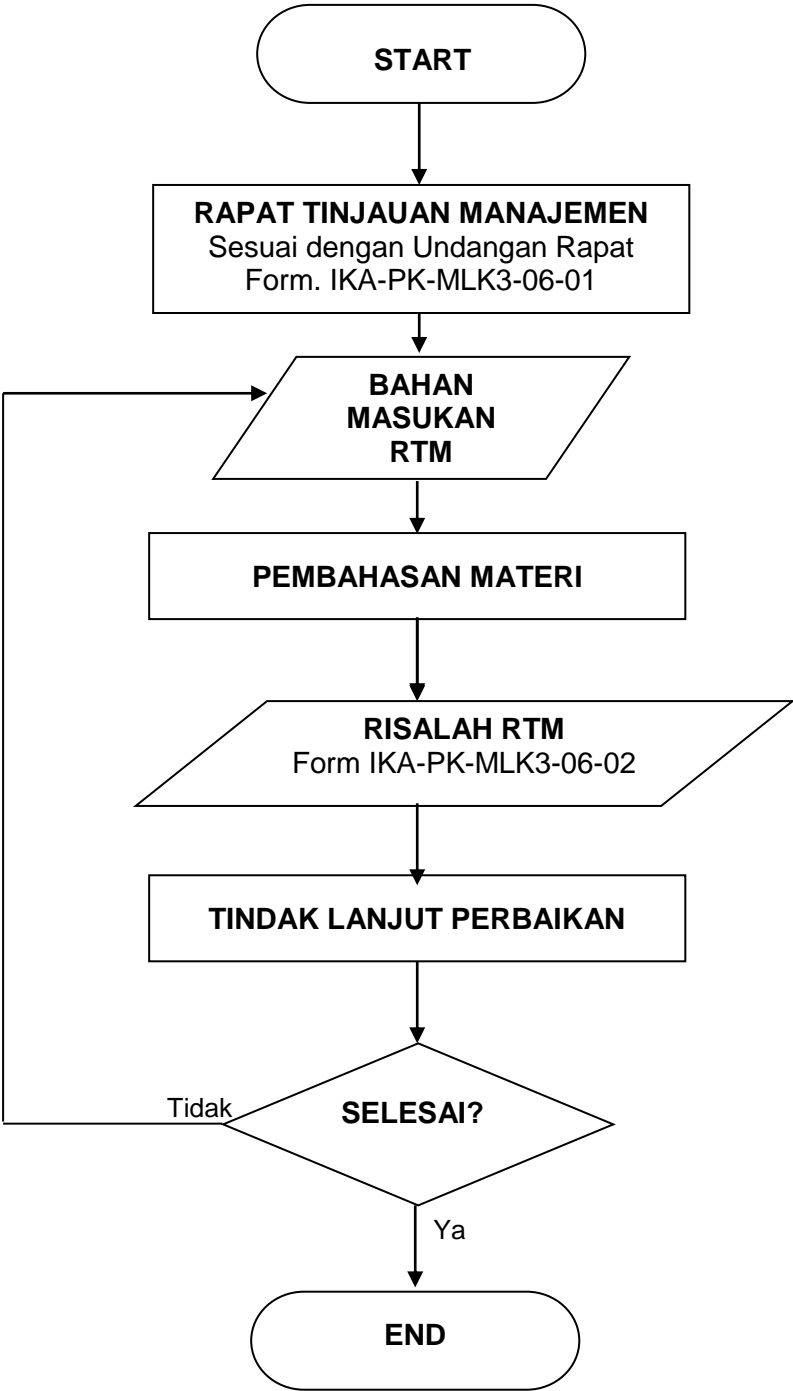 START
RAPAT TINJAUAN MANAJEMEN
Sesuai dengan Undangan Rapat
Form. IKA-PK-MLK3-06-01
BAHAN
MASUKAN
RTM
PEMBAHASAN MATERI
RISALAH RTM
Form IKA-PK-MLK3-06-02
TINDAK LANJUT PERBAIKAN
Tidak
SELESAI?
Ya
END